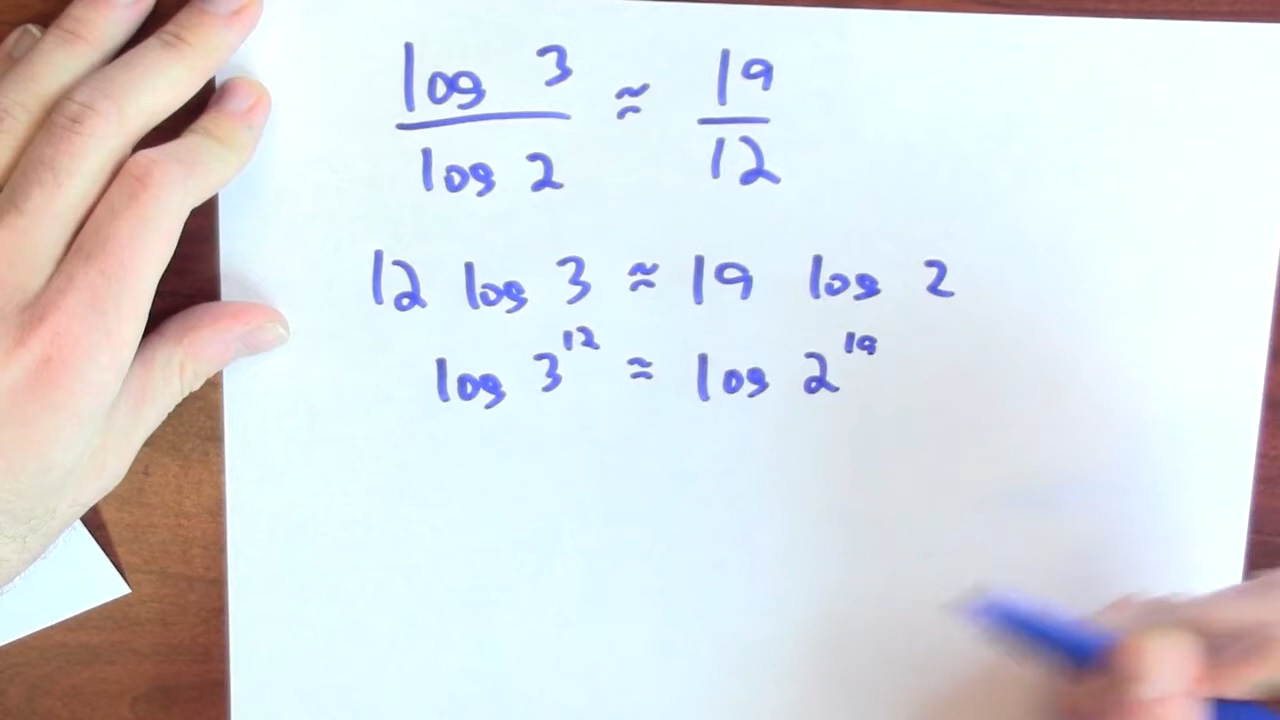 log 3 / log 2 ≈ 19 / 12
12 log 3 ≈ 19 log 2
log 3^12 ≈ log 2^19